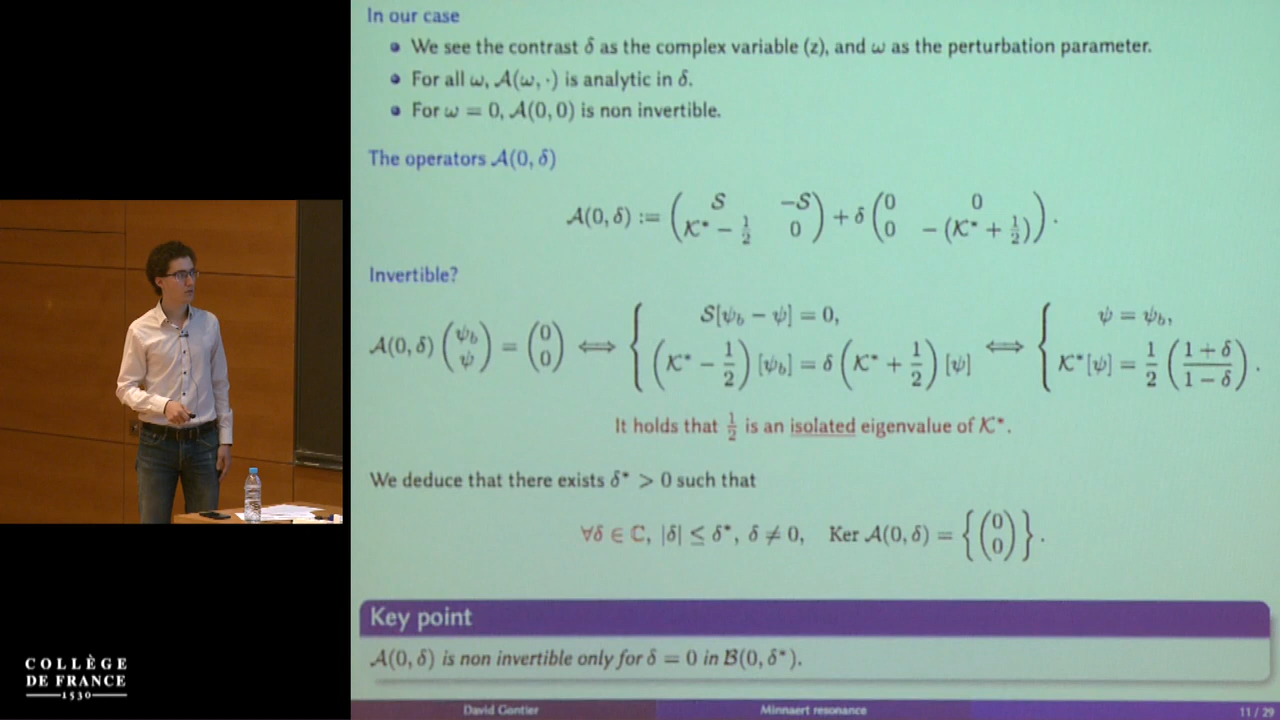 In our case
• We see the contrast δ as the complex variable (z), and ω as the perturbation parameter.
• For all ω, 𝒜(ω, ·) is analytic in δ.
• For ω = 0, 𝒜(0, 0) is non invertible.
The operators 𝒜(0, δ)
𝒜(0, δ) := ( 𝒮 −𝒮 ; 𝒦* − 1/2 0 ) + δ ( 0 0 ; 0 −(𝒦* + 1/2) ) .
Invertible?
𝒜(0, δ) ( ψ_b ; ψ ) = ( 0 ; 0 ) ⟺ { 𝒮[ψ_b − ψ] = 0, ; (𝒦* − 1/2) [ψ_b] = δ (𝒦* + 1/2) [ψ] ⟺ { ψ = ψ_b, ; 𝒦*[ψ] = 1/2 ( (1 + δ)/(1 − δ) ) .
It holds that 1/2 is an isolated eigenvalue of 𝒦*.
We deduce that there exists δ* > 0 such that
∀δ ∈ ℂ, |δ| ≤ δ*, δ ≠ 0, Ker 𝒜(0, δ) = { ( 0 ; 0 ) } .
Key point
𝒜(0, δ) is non invertible only for δ = 0 in ℬ(0, δ*).
David Gontier Minnaert resonance 11 / 29
COLLÈGE
DE FRANCE
1530